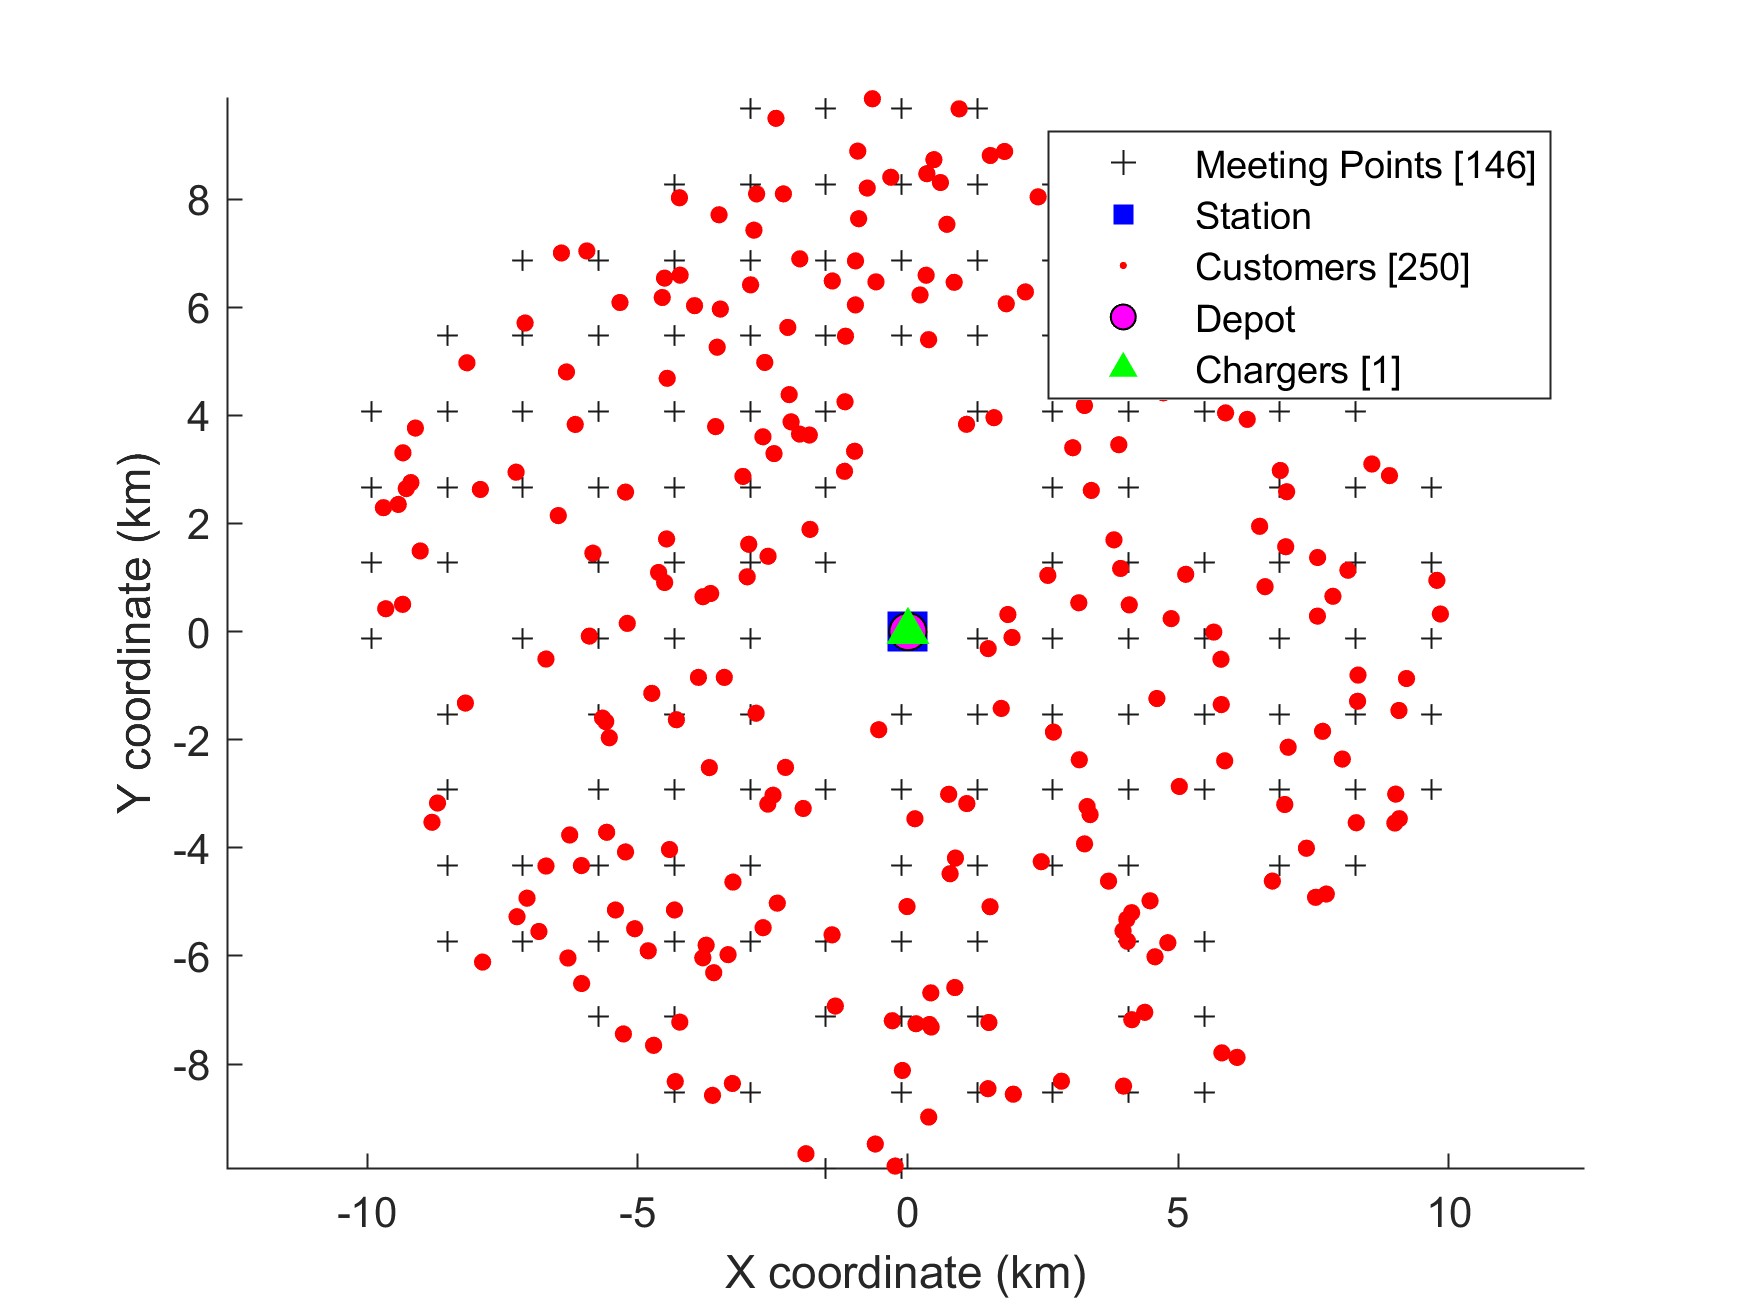 Meeting Points [146]
Station
Customers [250]
Depot
Chargers [1]
8
6
4
2
0
-2
-4
-6
-8
Y coordinate (km)
-10 -5 0 5 10
X coordinate (km)